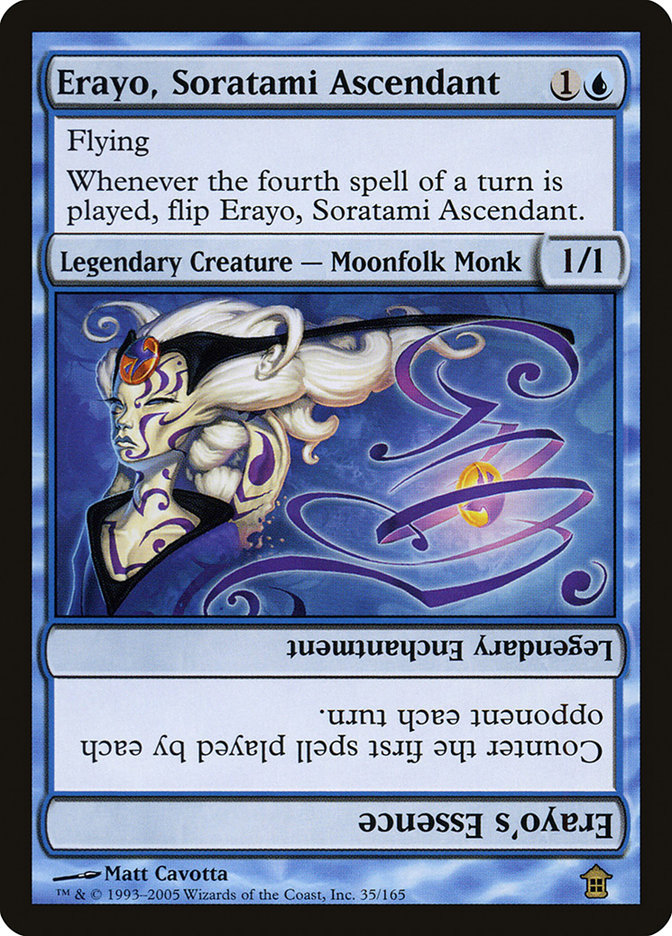 Erayo, Soratami Ascendant 1
Flying
Whenever the fourth spell of a turn is
played, flip Erayo, Soratami Ascendant.
Legendary Creature — Moonfolk Monk 1/1
Erayo's Essence
Counter the first spell played by each
opponent each turn.
Legendary Enchantment
Matt Cavotta
™ & © 1993–2005 Wizards of the Coast, Inc. 35/165